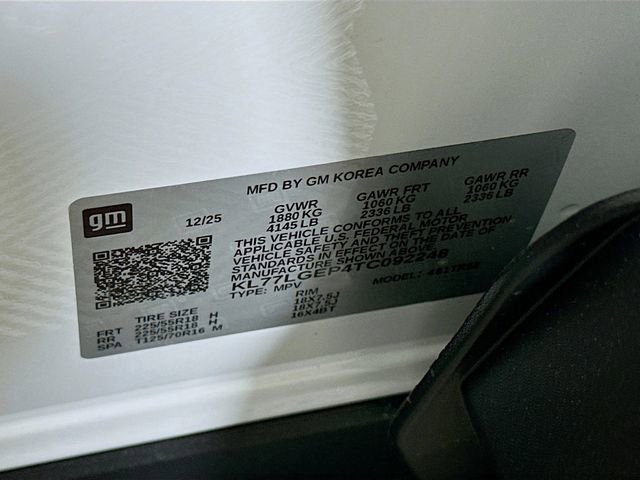 MFD BY GM KOREA COMPANY
gm
12/25
GVWR GAWR FRT GAWR RR
1880 KG 1060 KG 1060 KG
4145 LB 2336 LB 2336 LB
THIS VEHICLE CONFORMS TO ALL
APPLICABLE U.S. FEDERAL MOTOR
VEHICLE SAFETY AND THEFT PREVENTION
STANDARDS IN EFFECT ON THE DATE OF
MANUFACTURE SHOWN ABOVE.
KL77LGEP4TC092248
TYPE: MPV MODEL:
TIRE SIZE RIM
FRT 225/55R18 H 18X7.5J
RR 225/55R18 H 18X7.5J
SPA T125/70R16 M 16X4BT